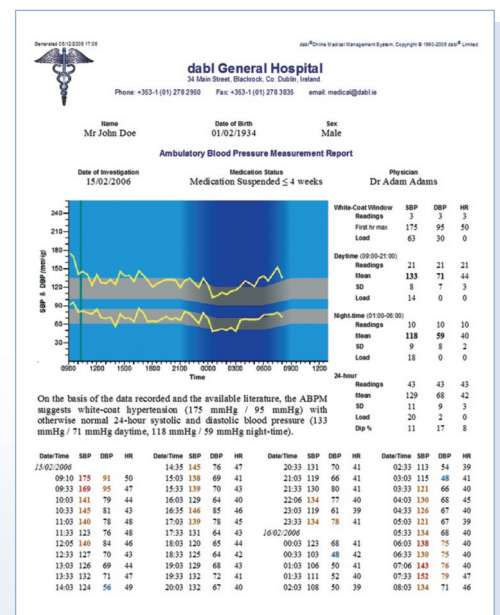 Generated 05/12/2006 17:05
dabl®Online Medical Management System, Copyright © 1990-2006 dabl® Limited
dabl General Hospital
34 Main Street, Blackrock, Co. Dublin, Ireland.
Phone: +353-1 (01) 278 2950 Fax: +353-1 (01) 278 3835 email: medical@dabl.ie
Name Date of Birth Sex
Mr John Doe 01/02/1934 Male
Ambulatory Blood Pressure Measurement Report
Date of Investigation Medication Status Physician
15/02/2006 Medication Suspended ≤ 4 weeks Dr Adam Adams
SBP & DBP (mmHg)
240
210
180
150
120
90
60
30
0900 1200 1500 1800 2100 0000 0300 0600 0900 1200
Time
White-Coat Window SBP DBP HR
Readings 3 3 3
First hr max 175 95 50
Load 63 30 0
Daytime (09:00-21:00)
Readings 21 21 21
Mean 133 71 44
SD 8 7 3
Load 14 0 0
Night-time (01:00-06:00)
Readings 10 10 10
Mean 118 59 40
SD 9 8 2
Load 18 0 0
24-hour
Readings 43 43 43
Mean 129 68 42
SD 11 9 3
Load 20 2 0
Dip % 11 17 8
On the basis of the data recorded and the available literature, the ABPM
suggests white-coat hypertension (175 mmHg / 95 mmHg) with
otherwise normal 24-hour systolic and diastolic blood pressure (133
mmHg / 71 mmHg daytime, 118 mmHg / 59 mmHg night-time).
Date/Time SBP DBP HR Date/Time SBP DBP HR Date/Time SBP DBP HR Date/Time SBP DBP HR
15/02/2006 14:35 145 76 47 20:33 131 70 41 02:33 113 54 39
09:10 175 91 50 15:03 138 69 41 21:03 119 66 41 03:03 115 48 41
09:33 169 95 47 15:33 139 70 43 21:33 130 80 41 03:33 121 66 40
10:03 141 79 44 16:03 129 64 40 22:06 134 77 40 04:03 130 68 45
10:33 145 81 43 16:35 146 85 46 23:03 119 61 39 04:33 126 67 40
11:03 140 78 48 17:03 139 78 45 23:33 134 78 41 05:03 121 67 39
11:33 123 76 48 17:33 131 64 43 16/02/2006 05:33 134 68 40
12:05 140 84 46 18:03 120 65 44 00:03 123 68 41 06:03 138 75 40
12:33 127 70 43 18:33 125 64 42 00:33 103 48 42 06:33 130 75 40
13:03 126 69 44 19:03 129 68 43 01:03 106 50 41 07:06 143 76 40
13:33 132 71 47 19:33 132 72 41 01:33 111 52 40 07:33 152 79 47
14:03 124 56 49 20:03 132 67 40 02:03 108 50 39 08:03 134 71 46